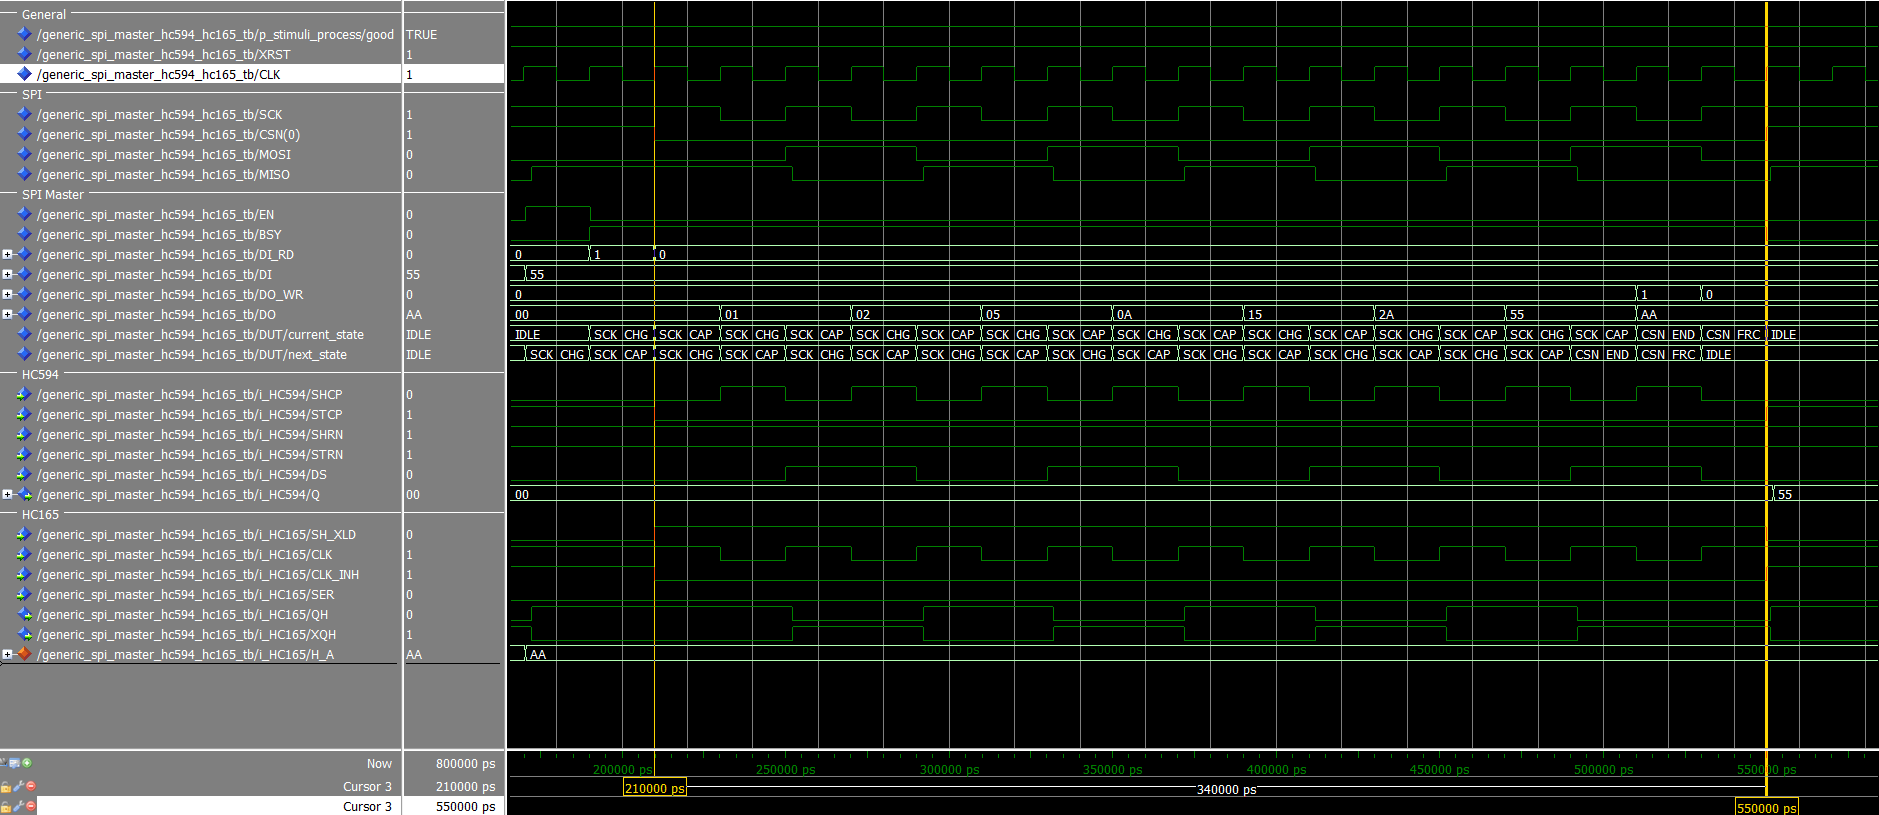 General
/generic_spi_master_hc594_hc165_tb/p_stimuli_process/good TRUE
/generic_spi_master_hc594_hc165_tb/XRST 1
/generic_spi_master_hc594_hc165_tb/CLK 1
SPI
/generic_spi_master_hc594_hc165_tb/SCK 1
/generic_spi_master_hc594_hc165_tb/CSN(0) 1
/generic_spi_master_hc594_hc165_tb/MOSI 0
/generic_spi_master_hc594_hc165_tb/MISO 0
SPI Master
/generic_spi_master_hc594_hc165_tb/EN 0
/generic_spi_master_hc594_hc165_tb/BSY 0
/generic_spi_master_hc594_hc165_tb/DI_RD 0 0 1 0
/generic_spi_master_hc594_hc165_tb/DI 55 55
/generic_spi_master_hc594_hc165_tb/DO_WR 0 0 1 0
/generic_spi_master_hc594_hc165_tb/DO AA 00 01 02 05 0A 15 2A 55 AA
/generic_spi_master_hc594_hc165_tb/DUT/current_state IDLE IDLE SCK CHG SCK CAP SCK CHG SCK CAP SCK CHG SCK CAP SCK CHG SCK CAP SCK CHG SCK CAP SCK CHG SCK CAP SCK CHG SCK CAP SCK CHG SCK CAP CSN END CSN FRC IDLE
/generic_spi_master_hc594_hc165_tb/DUT/next_state IDLE SCK CHG SCK CAP SCK CHG SCK CAP SCK CHG SCK CAP SCK CHG SCK CAP SCK CHG SCK CAP SCK CHG SCK CAP SCK CHG SCK CAP SCK CHG SCK CAP CSN END CSN FRC IDLE
HC594
/generic_spi_master_hc594_hc165_tb/i_HC594/SHCP 0
/generic_spi_master_hc594_hc165_tb/i_HC594/STCP 1
/generic_spi_master_hc594_hc165_tb/i_HC594/SHRN 1
/generic_spi_master_hc594_hc165_tb/i_HC594/STRN 1
/generic_spi_master_hc594_hc165_tb/i_HC594/DS 0
/generic_spi_master_hc594_hc165_tb/i_HC594/Q 00 00 55
HC165
/generic_spi_master_hc594_hc165_tb/i_HC165/SH_XLD 0
/generic_spi_master_hc594_hc165_tb/i_HC165/CLK 1
/generic_spi_master_hc594_hc165_tb/i_HC165/CLK_INH 1
/generic_spi_master_hc594_hc165_tb/i_HC165/SER 0
/generic_spi_master_hc594_hc165_tb/i_HC165/QH 0
/generic_spi_master_hc594_hc165_tb/i_HC165/XQH 1
/generic_spi_master_hc594_hc165_tb/i_HC165/H_A AA AA
Now 800000 ps 200000 ps 250000 ps 300000 ps 350000 ps 400000 ps 450000 ps 500000 ps 550000 ps
Cursor 3 210000 ps 210000 ps 340000 ps
Cursor 3 550000 ps 550000 ps